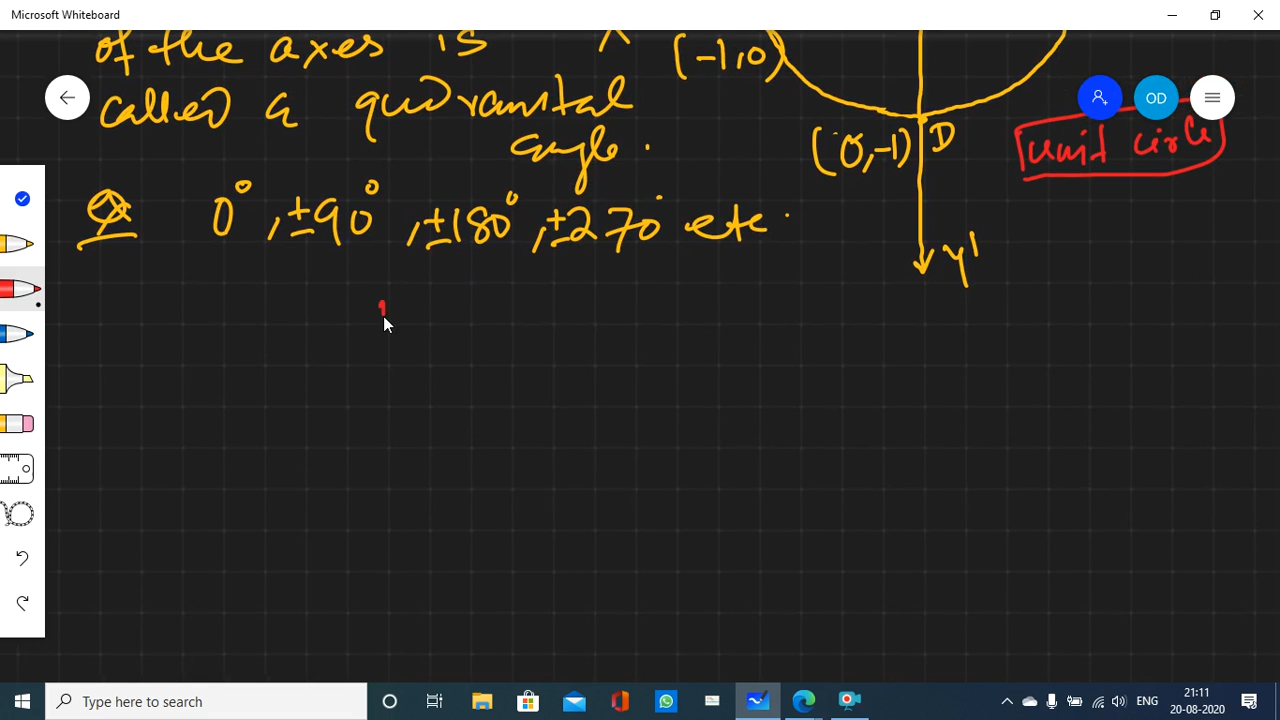 Microsoft Whiteboard
of the axes is
called a quadrantal
angle.
0°, ±90°, ±180°, ±270° etc.
(-1,0)
(0,-1) D
unit circle
Y'
OD
Type here to search
ENG
21:11
20-08-2020